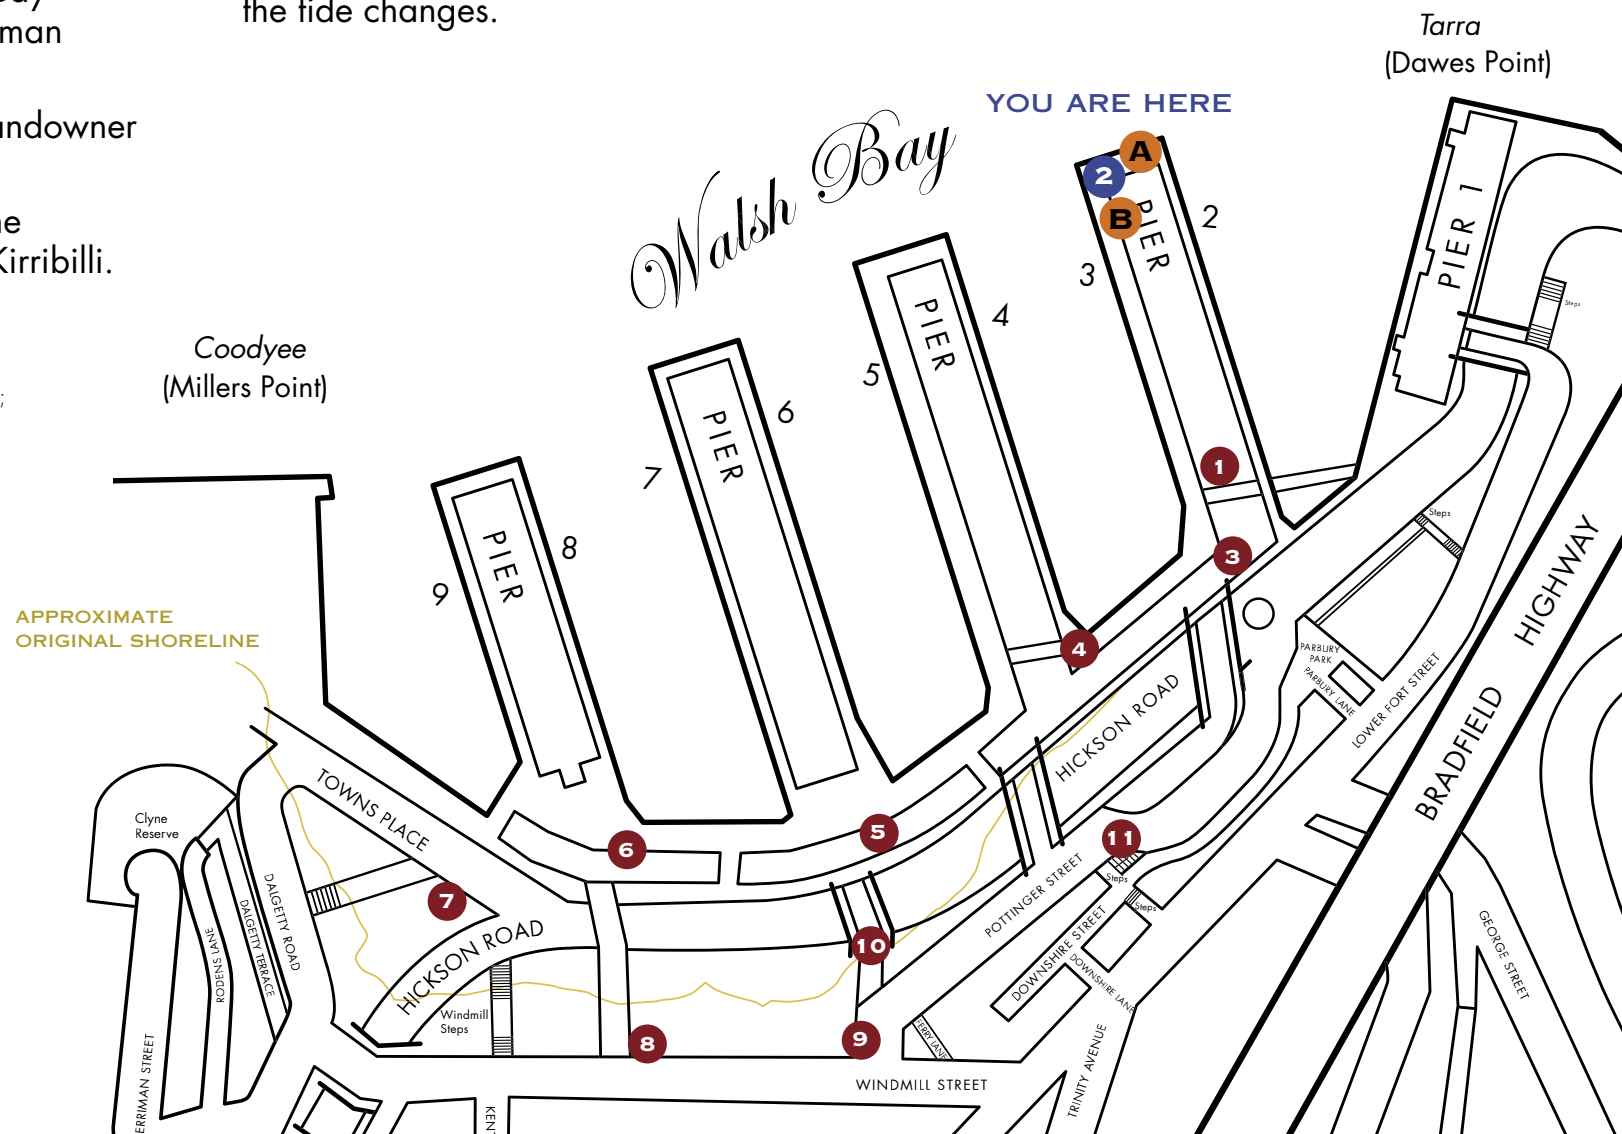 the tide changes.
man
ndowner
Kirribilli.
Tarra
(Dawes Point)
YOU ARE HERE
Walsh Bay
A
2
B
PIER
2
3
PIER 1
Steps
PIER
4
5
Coodyee
(Millers Point)
PIER
6
7
PIER
8
9
1
3
4
Steps
HIGHWAY
BRADFIELD
APPROXIMATE
ORIGINAL SHORELINE
PARBURY
PARK
PARBURY LANE
LOWER FORT STREET
HICKSON ROAD
TOWNS PLACE
Clyne
Reserve
5
6
7
11
Steps
Steps
POTTINGER STREET
DALGETTY ROAD
DALGETTY TERRACE
RODENS LANE
HICKSON ROAD
10
DOWNSHIRE STREET
DOWNSHIRE LANE
GEORGE STREET
Windmill
Steps
8
9
FERRY LANE
WINDMILL STREET
TRINITY AVENUE
ERRIMAN STREET
KENT